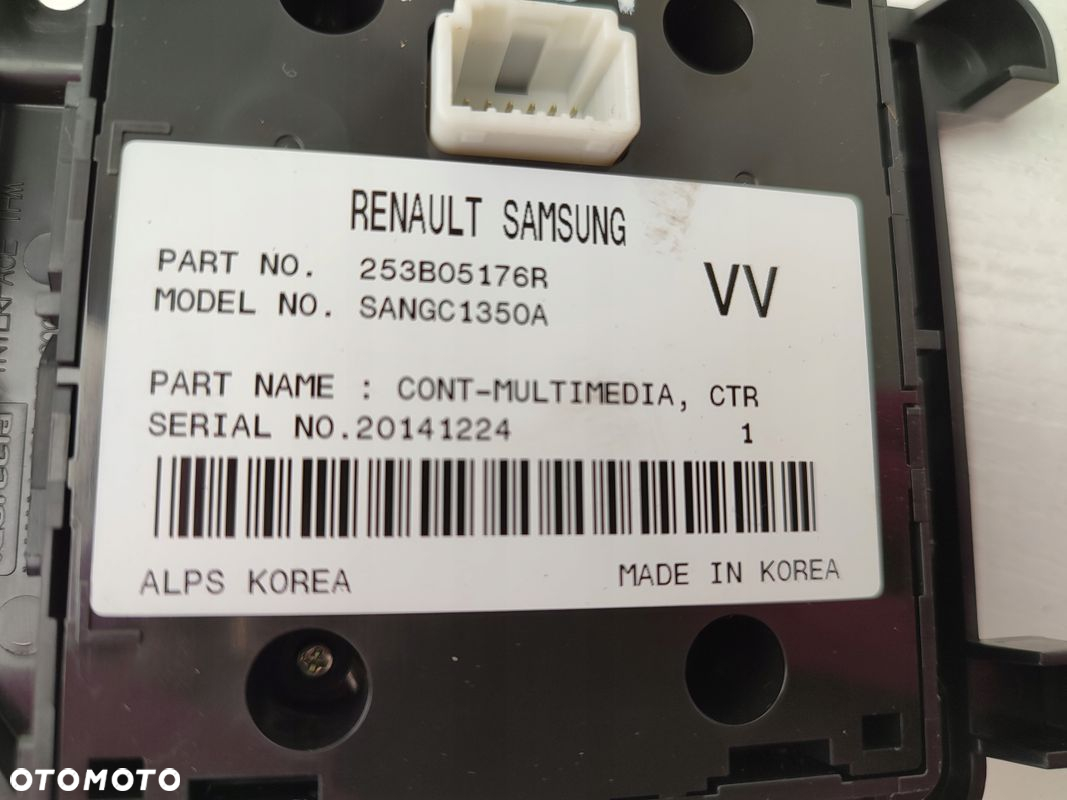 RENAULT SAMSUNG
PART NO. 253B05176R
VV
MODEL NO. SANGC1350A
PART NAME : CONT-MULTIMEDIA, CTR
SERIAL NO.20141224 1
ALPS KOREA MADE IN KOREA
INTERFACE
OTOMOTO